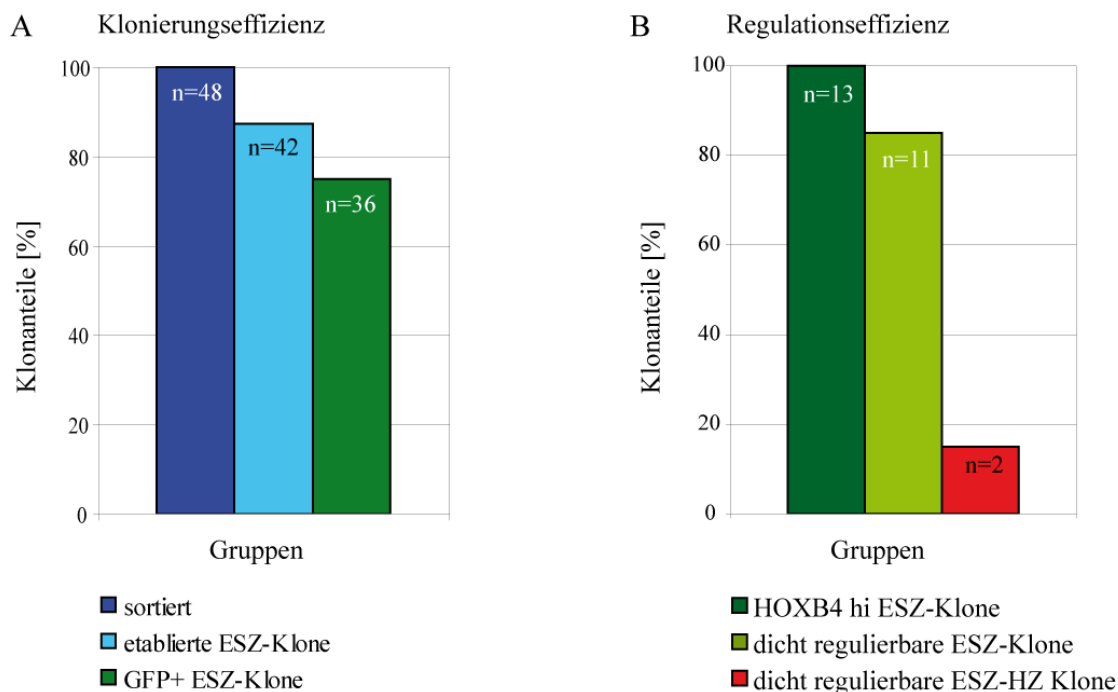 A Klonierungseffizienz
100
80
60
40
20
0
Klonanteile [%]
n=48
n=42
n=36
Gruppen
sortiert
etablierte ESZ-Klone
GFP+ ESZ-Klone
B Regulationseffizienz
100
80
60
40
20
0
Klonanteile [%]
n=13
n=11
n=2
Gruppen
HOXB4 hi ESZ-Klone
dicht regulierbare ESZ-Klone
dicht regulierbare ESZ-HZ Klone